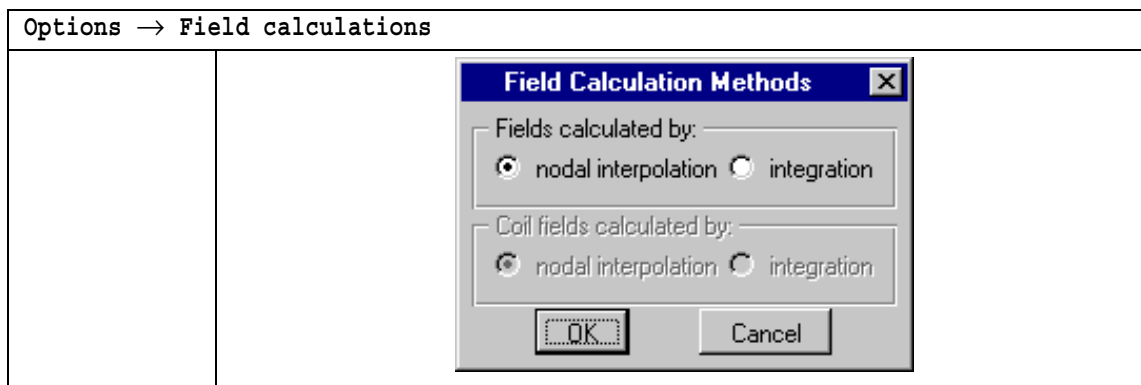 Options → Field calculations
Field Calculation Methods
Fields calculated by:
nodal interpolation integration
Coil fields calculated by:
nodal interpolation integration
OK Cancel